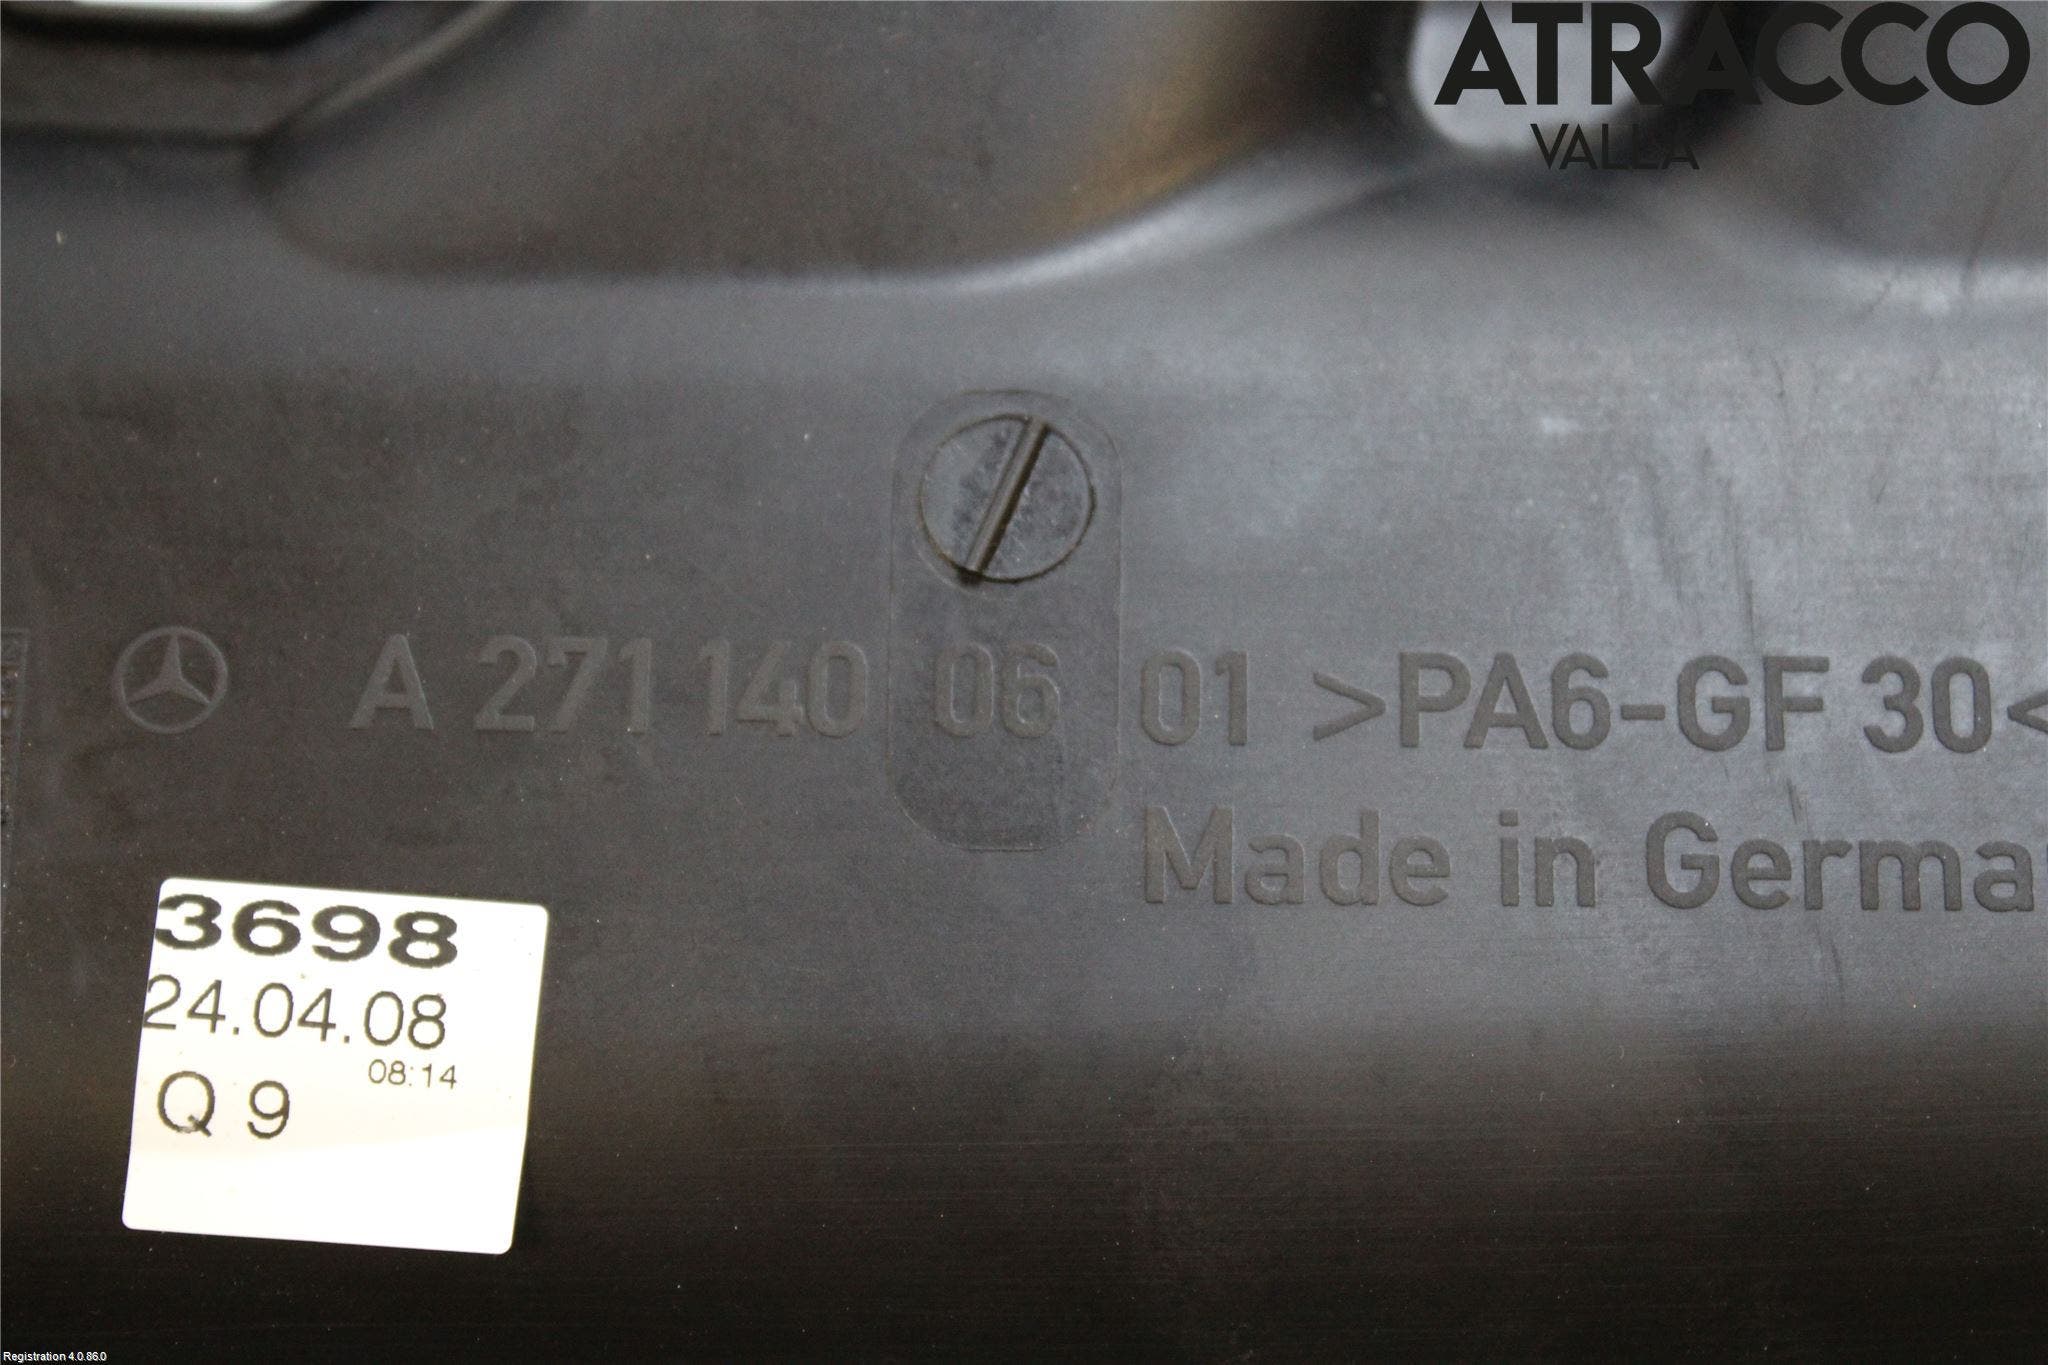 ATRACCO
VALLA
A 271 140 06 01 >PA6-GF 30<
Made in Germa
3698
24.04.08
08:14
Q 9
Registration 4.0.86.0